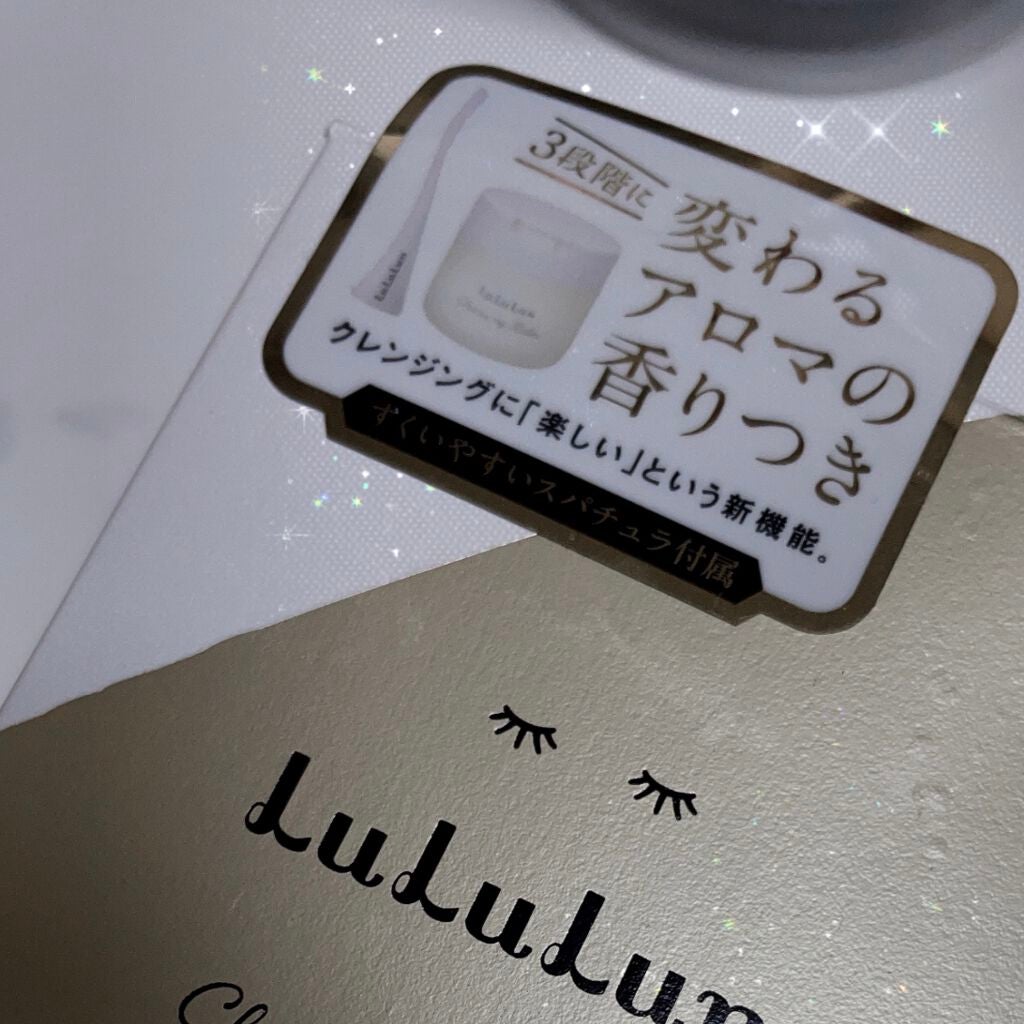 3段階に
変わる
アロマの
香りつき
LuLuLun
LuLuLun
クレンジングに「楽しい」という新機能。
すくいやすいスパチュラ付属
LuLuLun